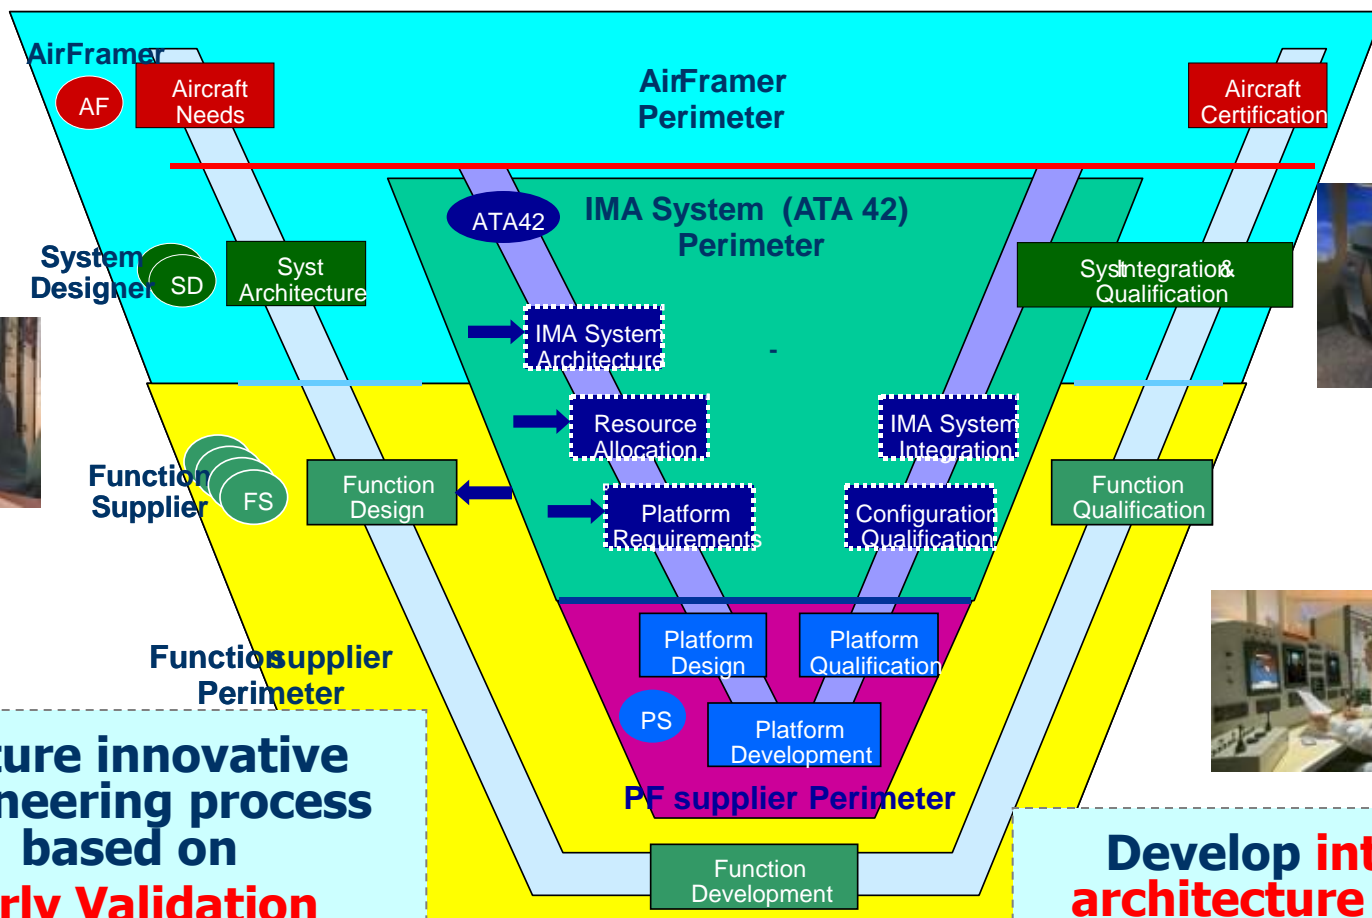 AirFramer
AF
Aircraft
Needs
AirFramer
Perimeter
Aircraft
Certification
ATA42
IMA System (ATA 42)
Perimeter
System
Designer
SD
Syst
Architecture
Syst Integration &
Qualification
IMA System
Architecture
-
Resource
Allocation
IMA System
Integration
Function
Supplier
FS
Function
Design
Platform
Requirements
Configuration
Qualification
Function
Qualification
Function supplier
Perimeter
Platform
Design
Platform
Qualification
PS
Platform
Development
PF supplier Perimeter
Function
Development
ture innovative
neering process
based on
rly Validation
Develop int
architecture